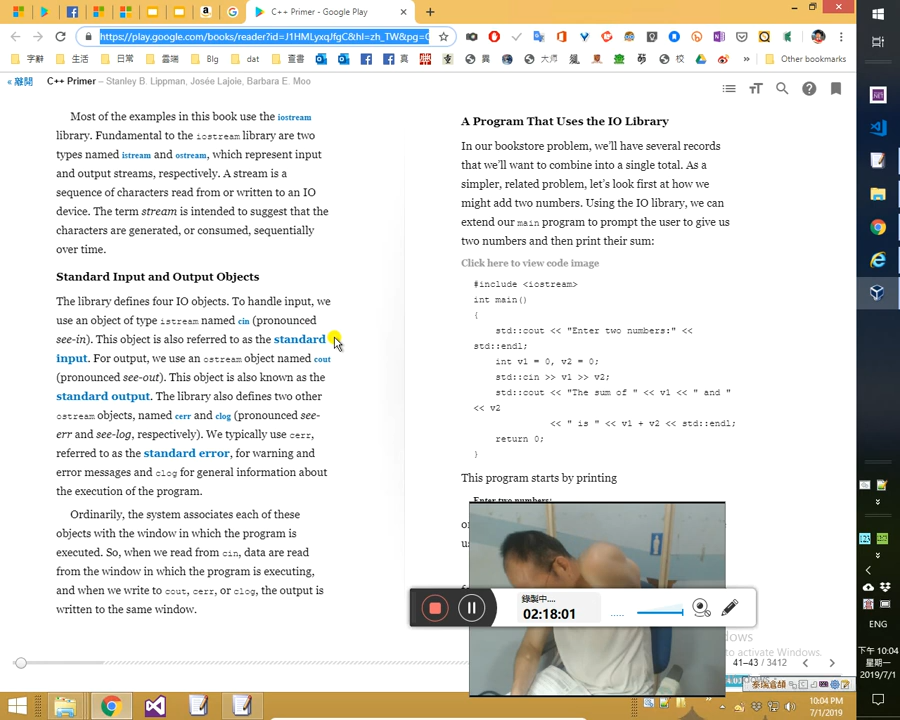 C++ Primer - Google Play
https://play.google.com/books/reader?id=J1HMLyxqJfgC&hl=zh_TW&pg=G
字辭 生活 日常 雲端 Blg dat 查書 真 異 大师 校 Other bookmarks
« 離開 C++ Primer – Stanley B. Lippman, Josée Lajoie, Barbara E. Moo
Most of the examples in this book use the iostream
library. Fundamental to the iostream library are two
types named istream and ostream, which represent input
and output streams, respectively. A stream is a
sequence of characters read from or written to an IO
device. The term stream is intended to suggest that the
characters are generated, or consumed, sequentially
over time.
Standard Input and Output Objects
The library defines four IO objects. To handle input, we
use an object of type istream named cin (pronounced
see-in). This object is also referred to as the standard
input. For output, we use an ostream object named cout
(pronounced see-out). This object is also known as the
standard output. The library also defines two other
ostream objects, named cerr and clog (pronounced see-
err and see-log, respectively). We typically use cerr,
referred to as the standard error, for warning and
error messages and clog for general information about
the execution of the program.
Ordinarily, the system associates each of these
objects with the window in which the program is
executed. So, when we read from cin, data are read
from the window in which the program is executing,
and when we write to cout, cerr, or clog, the output is
written to the same window.
A Program That Uses the IO Library
In our bookstore problem, we'll have several records
that we'll want to combine into a single total. As a
simpler, related problem, let's look first at how we
might add two numbers. Using the IO library, we can
extend our main program to prompt the user to give us
two numbers and then print their sum:
Click here to view code image
#include <iostream>
int main()
{
std::cout << "Enter two numbers:" <<
std::endl;
int v1 = 0, v2 = 0;
std::cin >> v1 >> v2;
std::cout << "The sum of " << v1 << " and "
<< v2
<< " is " << v1 + v2 << std::endl;
return 0;
}
This program starts by printing
Enter two numbers:
錄製中....
02:18:01
41–43 / 3412
ENG
下午 10:04
星期一
2019/7/1
10:04 PM
7/1/2019